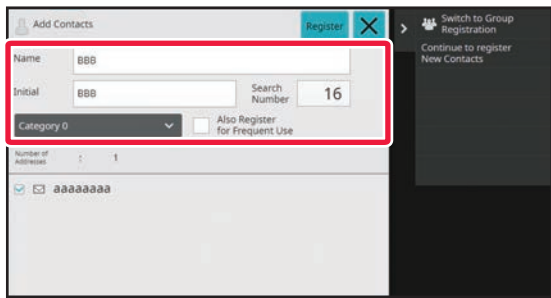 Add Contacts
Register
Switch to Group
Registration
Continue to register
New Contacts
Name
BBB
Initial
BBB
Search
Number
16
Category 0
Also Register
for Frequent Use
Number of
Addresses
:
1
aaaaaaaa